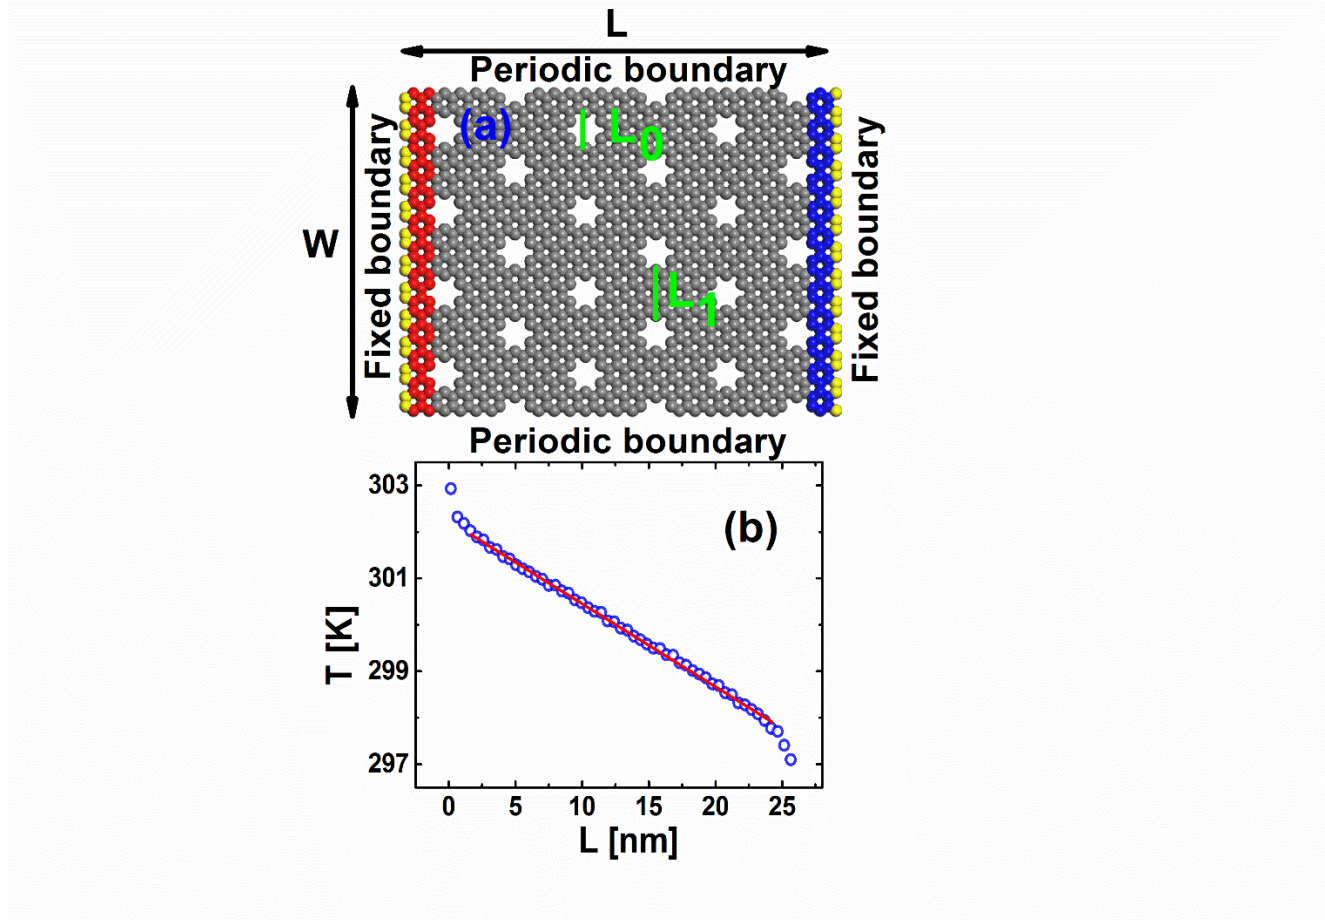 L
Periodic boundary
(a)
L0
Fixed boundary
W
L1
Fixed boundary
Periodic boundary
303
301
299
297
T [K]
(b)
0 5 10 15 20 25
L [nm]